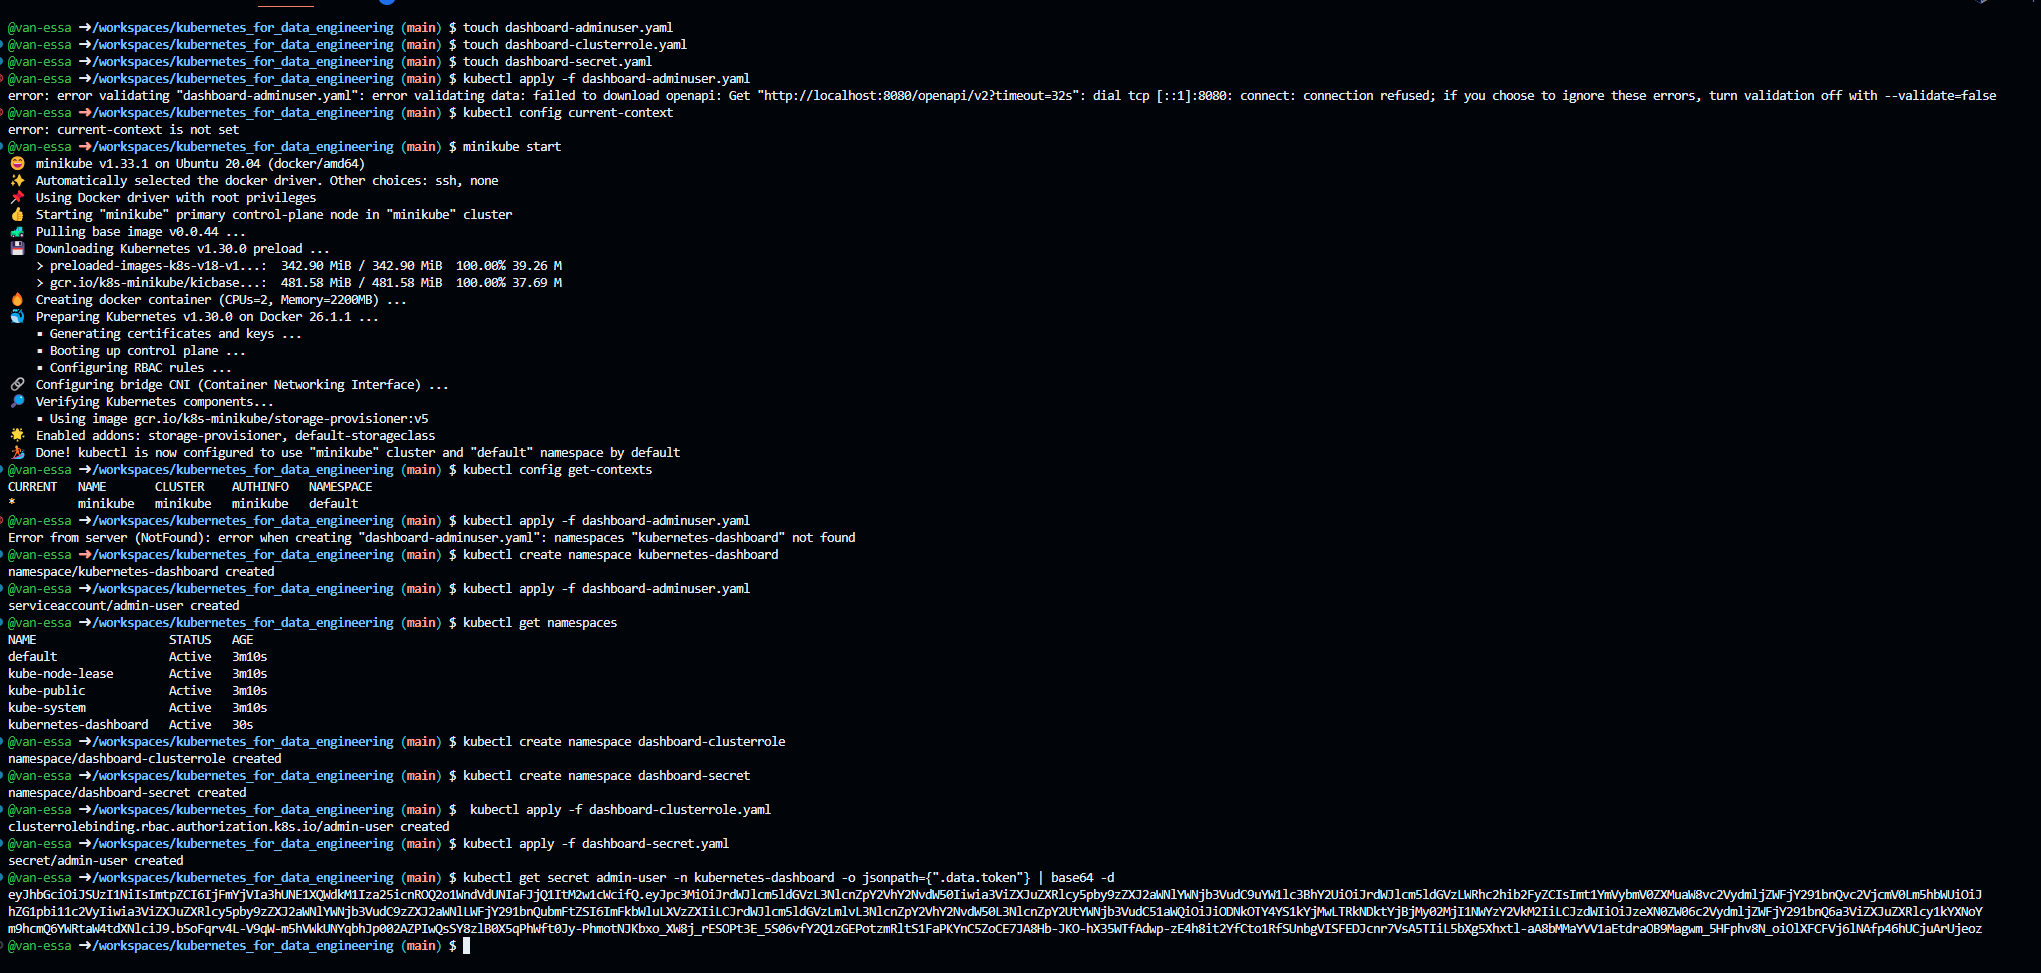 @van-essa ➜/workspaces/kubernetes_for_data_engineering (main) $ touch dashboard-adminuser.yaml
@van-essa ➜/workspaces/kubernetes_for_data_engineering (main) $ touch dashboard-clusterrole.yaml
@van-essa ➜/workspaces/kubernetes_for_data_engineering (main) $ touch dashboard-secret.yaml
@van-essa ➜/workspaces/kubernetes_for_data_engineering (main) $ kubectl apply -f dashboard-adminuser.yaml
error: error validating "dashboard-adminuser.yaml": error validating data: failed to download openapi: Get "http://localhost:8080/openapi/v2?timeout=32s": dial tcp [::1]:8080: connect: connection refused; if you choose to ignore these errors, turn validation off with --validate=false
@van-essa ➜/workspaces/kubernetes_for_data_engineering (main) $ kubectl config current-context
error: current-context is not set
@van-essa ➜/workspaces/kubernetes_for_data_engineering (main) $ minikube start
😄 minikube v1.33.1 on Ubuntu 20.04 (docker/amd64)
✨ Automatically selected the docker driver. Other choices: ssh, none
📌 Using Docker driver with root privileges
👍 Starting "minikube" primary control-plane node in "minikube" cluster
🚜 Pulling base image v0.0.44 ...
💾 Downloading Kubernetes v1.30.0 preload ...
> preloaded-images-k8s-v18-v1...: 342.90 MiB / 342.90 MiB 100.00% 39.26 M
> gcr.io/k8s-minikube/kicbase...: 481.58 MiB / 481.58 MiB 100.00% 37.69 M
🔥 Creating docker container (CPUs=2, Memory=2200MB) ...
🐳 Preparing Kubernetes v1.30.0 on Docker 26.1.1 ...
▪ Generating certificates and keys ...
▪ Booting up control plane ...
▪ Configuring RBAC rules ...
🔗 Configuring bridge CNI (Container Networking Interface) ...
🔎 Verifying Kubernetes components...
▪ Using image gcr.io/k8s-minikube/storage-provisioner:v5
🌟 Enabled addons: storage-provisioner, default-storageclass
🏄 Done! kubectl is now configured to use "minikube" cluster and "default" namespace by default
@van-essa ➜/workspaces/kubernetes_for_data_engineering (main) $ kubectl config get-contexts
CURRENT NAME CLUSTER AUTHINFO NAMESPACE
* minikube minikube minikube default
@van-essa ➜/workspaces/kubernetes_for_data_engineering (main) $ kubectl apply -f dashboard-adminuser.yaml
Error from server (NotFound): error when creating "dashboard-adminuser.yaml": namespaces "kubernetes-dashboard" not found
@van-essa ➜/workspaces/kubernetes_for_data_engineering (main) $ kubectl create namespace kubernetes-dashboard
namespace/kubernetes-dashboard created
@van-essa ➜/workspaces/kubernetes_for_data_engineering (main) $ kubectl apply -f dashboard-adminuser.yaml
serviceaccount/admin-user created
@van-essa ➜/workspaces/kubernetes_for_data_engineering (main) $ kubectl get namespaces
NAME STATUS AGE
default Active 3m10s
kube-node-lease Active 3m10s
kube-public Active 3m10s
kube-system Active 3m10s
kubernetes-dashboard Active 30s
@van-essa ➜/workspaces/kubernetes_for_data_engineering (main) $ kubectl create namespace dashboard-clusterrole
namespace/dashboard-clusterrole created
@van-essa ➜/workspaces/kubernetes_for_data_engineering (main) $ kubectl create namespace dashboard-secret
namespace/dashboard-secret created
@van-essa ➜/workspaces/kubernetes_for_data_engineering (main) $ kubectl apply -f dashboard-clusterrole.yaml
clusterrolebinding.rbac.authorization.k8s.io/admin-user created
@van-essa ➜/workspaces/kubernetes_for_data_engineering (main) $ kubectl apply -f dashboard-secret.yaml
secret/admin-user created
@van-essa ➜/workspaces/kubernetes_for_data_engineering (main) $ kubectl get secret admin-user -n kubernetes-dashboard -o jsonpath={".data.token"} | base64 -d
@van-essa ➜/workspaces/kubernetes_for_data_engineering (main) $